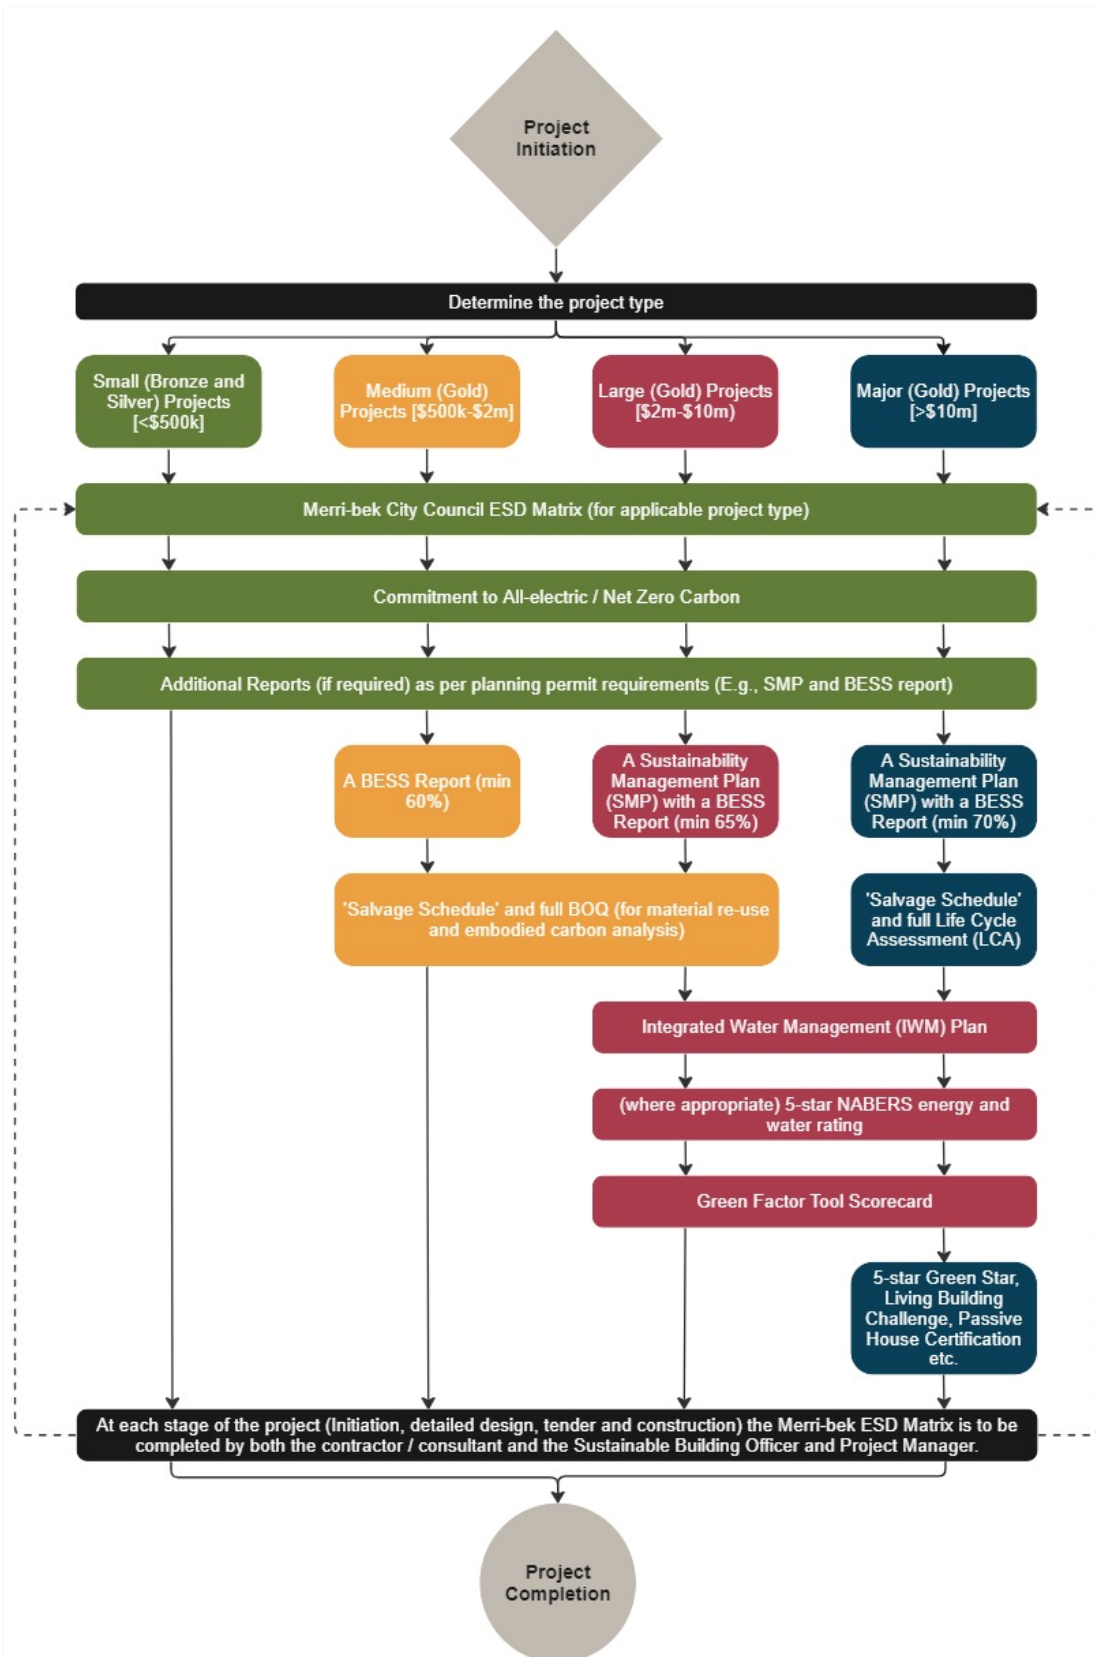 Project
Initiation
Determine the project type
Small (Bronze and
Silver) Projects
[<$500k]
Medium (Gold)
Projects [$500k-$2m]
Large (Gold) Projects
[$2m-$10m)
Major (Gold) Projects
[>$10m]
Merri-bek City Council ESD Matrix (for applicable project type)
Commitment to All-electric / Net Zero Carbon
Additional Reports (if required) as per planning permit requirements (E.g., SMP and BESS report)
A BESS Report (min
60%)
A Sustainability
Management Plan
(SMP) with a BESS
Report (min 65%)
A Sustainability
Management Plan
(SMP) with a BESS
Report (min 70%)
'Salvage Schedule' and full BOQ (for material re-use
and embodied carbon analysis)
'Salvage Schedule'
and full Life Cycle
Assessment (LCA)
Integrated Water Management (IWM) Plan
(where appropriate) 5-star NABERS energy and
water rating
Green Factor Tool Scorecard
5-star Green Star,
Living Building
Challenge, Passive
House Certification
etc.
At each stage of the project (Initiation, detailed design, tender and construction) the Merri-bek ESD Matrix is to be
completed by both the contractor / consultant and the Sustainable Building Officer and Project Manager.
Project
Completion